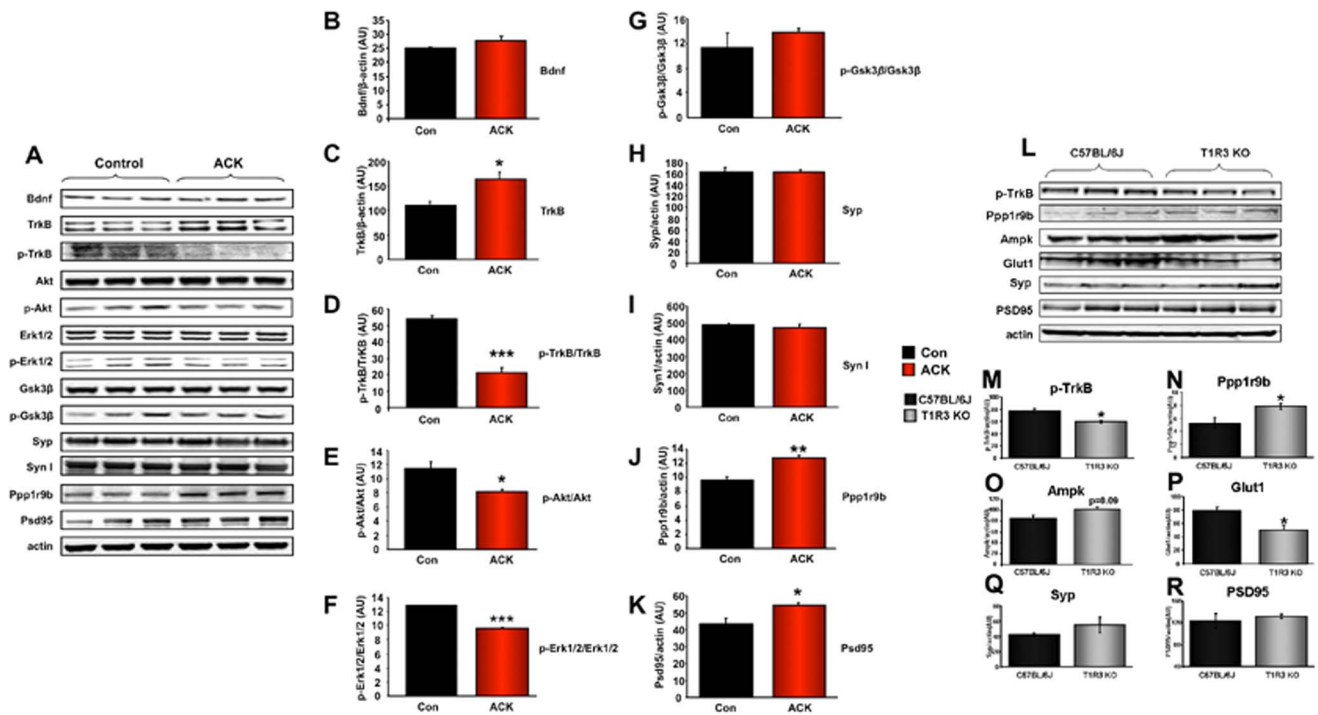 A
Control ACK
Bdnf
TrkB
p-TrkB
Akt
p-Akt
Erk1/2
p-Erk1/2
Gsk3β
p-Gsk3β
Syp
Syn I
Ppp1r9b
Psd95
actin
B
Bdnf/β-actin (AU)
35
30
25
20
15
10
5
0
Con ACK
Bdnf
C
TrkB/β-actin (AU)
200
150
100
50
0
*
Con ACK
TrkB
D
p-TrkB/TrKB (AU)
60
50
40
30
20
10
0
***
Con ACK
p-TrkB/TrkB
E
p-Akt/Akt (AU)
14
12
10
8
6
4
2
0
*
Con ACK
p-Akt/Akt
F
p-Erk1/2/Erk1/2 (AU)
14
12
10
8
6
4
2
0
***
Con ACK
p-Erk1/2/Erk1/2
G
p-Gsk3β/Gsk3β (AU)
16
12
8
4
0
Con ACK
p-Gsk3β/Gsk3β
H
Syp/actin (AU)
180
160
140
120
100
80
60
40
20
0
Con ACK
Syp
I
Syn1/actin (AU)
600
500
400
300
200
100
0
Con ACK
Syn I
J
Ppp1r9b/actin (AU)
14
12
10
8
6
4
2
0
**
Con ACK
Ppp1r9b
K
Psd95/actin (AU)
60
50
40
30
20
10
0
*
Con ACK
Psd95
L
C57BL/6J T1R3 KO
p-TrkB
Ppp1r9b
Ampk
Glut1
Syp
PSD95
actin
Con
ACK
C57BL/6J
T1R3 KO
M
p-TrkB
*
C57BL/6J T1R3 KO
N
Ppp1r9b
*
C57BL/6J T1R3 KO
O
Ampk
p=0.09
C57BL/6J T1R3 KO
P
Glut1
*
C57BL/6J T1R3 KO
Q
Syp
C57BL/6J T1R3 KO
R
PSD95
C57BL/6J T1R3 KO